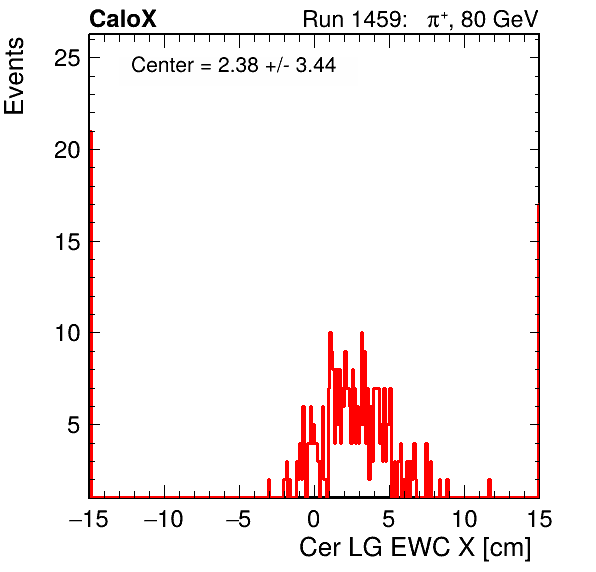 CaloX
Run 1459: π⁺, 80 GeV
Center = 2.38 +/- 3.44
Events
25
20
15
10
5
−15 −10 −5 0 5 10 15
Cer LG EWC X [cm]